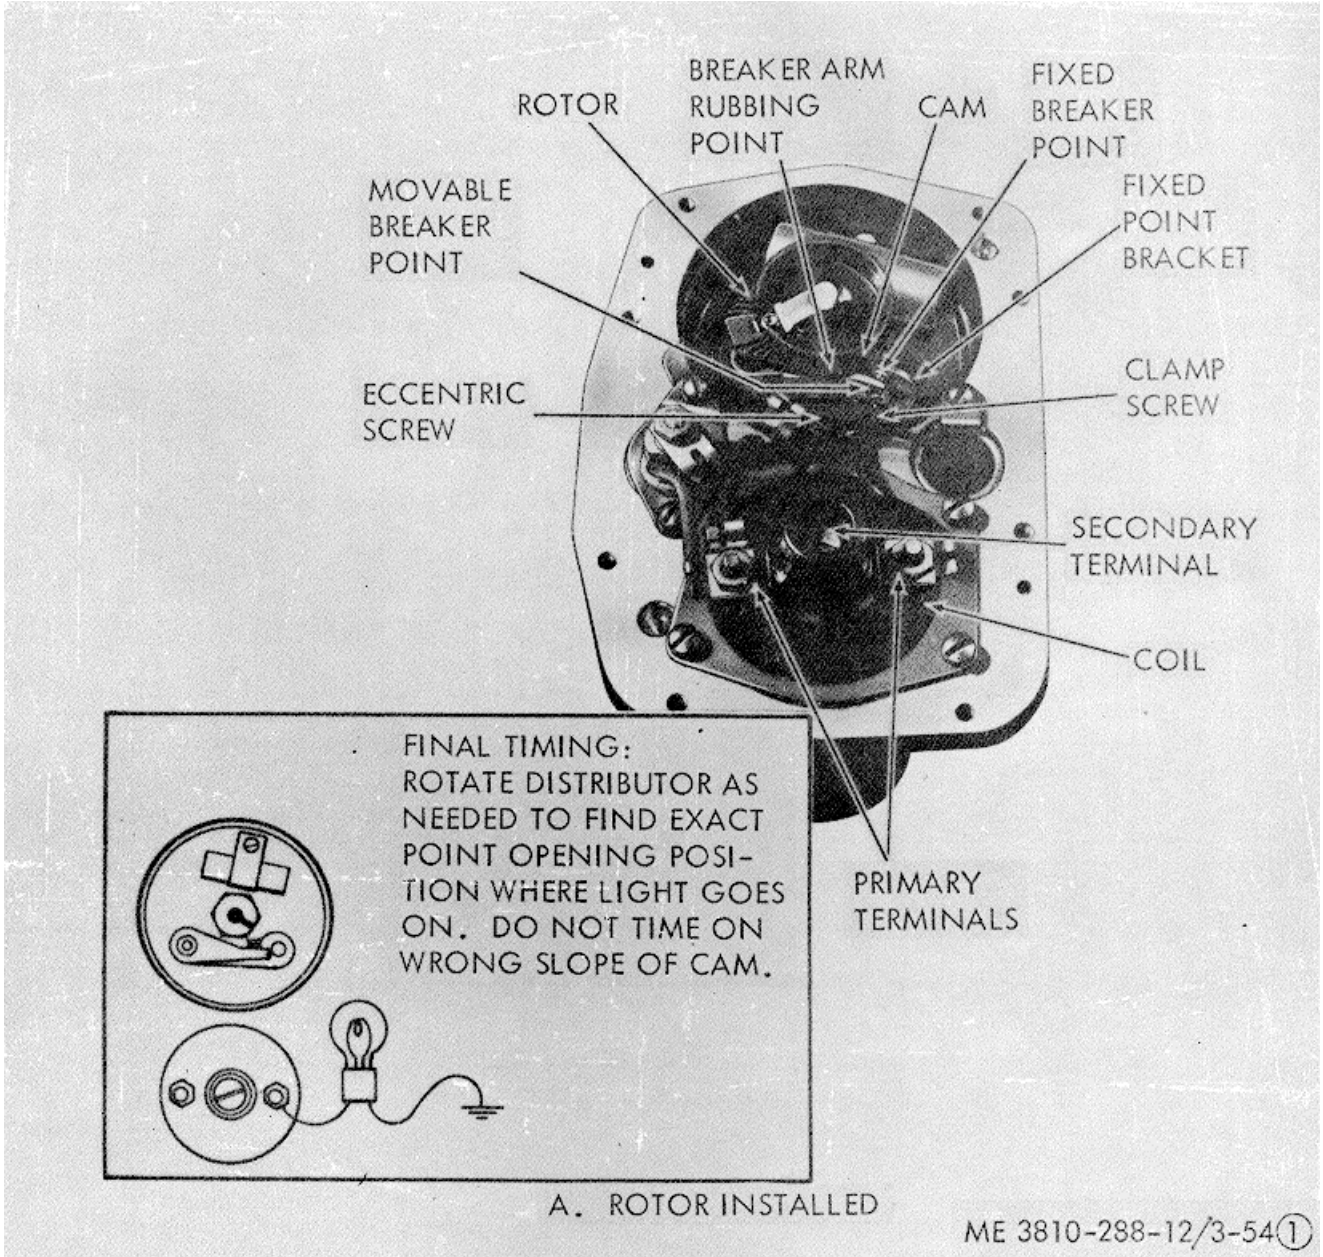 BREAKER ARM
RUBBING
POINT
FIXED
BREAKER
POINT
ROTOR
CAM
MOVABLE
BREAKER
POINT
FIXED
POINT
BRACKET
ECCENTRIC
SCREW
CLAMP
SCREW
SECONDARY
TERMINAL
COIL
PRIMARY
TERMINALS
FINAL TIMING:
ROTATE DISTRIBUTOR AS
NEEDED TO FIND EXACT
POINT OPENING POSI-
TION WHERE LIGHT GOES
ON. DO NOT TIME ON
WRONG SLOPE OF CAM.
A. ROTOR INSTALLED
ME 3810-288-12/3-54①